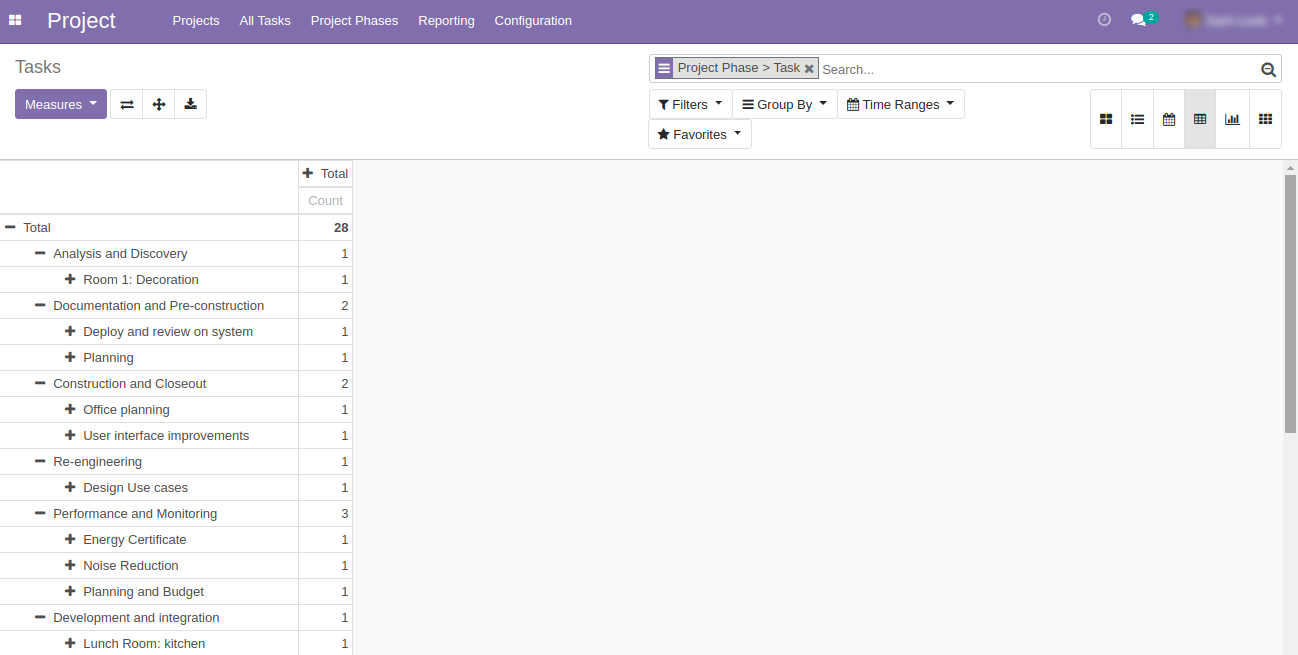 Project
Projects All Tasks Project Phases Reporting Configuration
2
Tasks
Project Phase > Task
Search...
Measures
Filters
Group By
Time Ranges
Favorites
Total
Count
Total 28
Analysis and Discovery 1
Room 1: Decoration 1
Documentation and Pre-construction 2
Deploy and review on system 1
Planning 1
Construction and Closeout 2
Office planning 1
User interface improvements 1
Re-engineering 1
Design Use cases 1
Performance and Monitoring 3
Energy Certificate 1
Noise Reduction 1
Planning and Budget 1
Development and integration 1
Lunch Room: kitchen 1